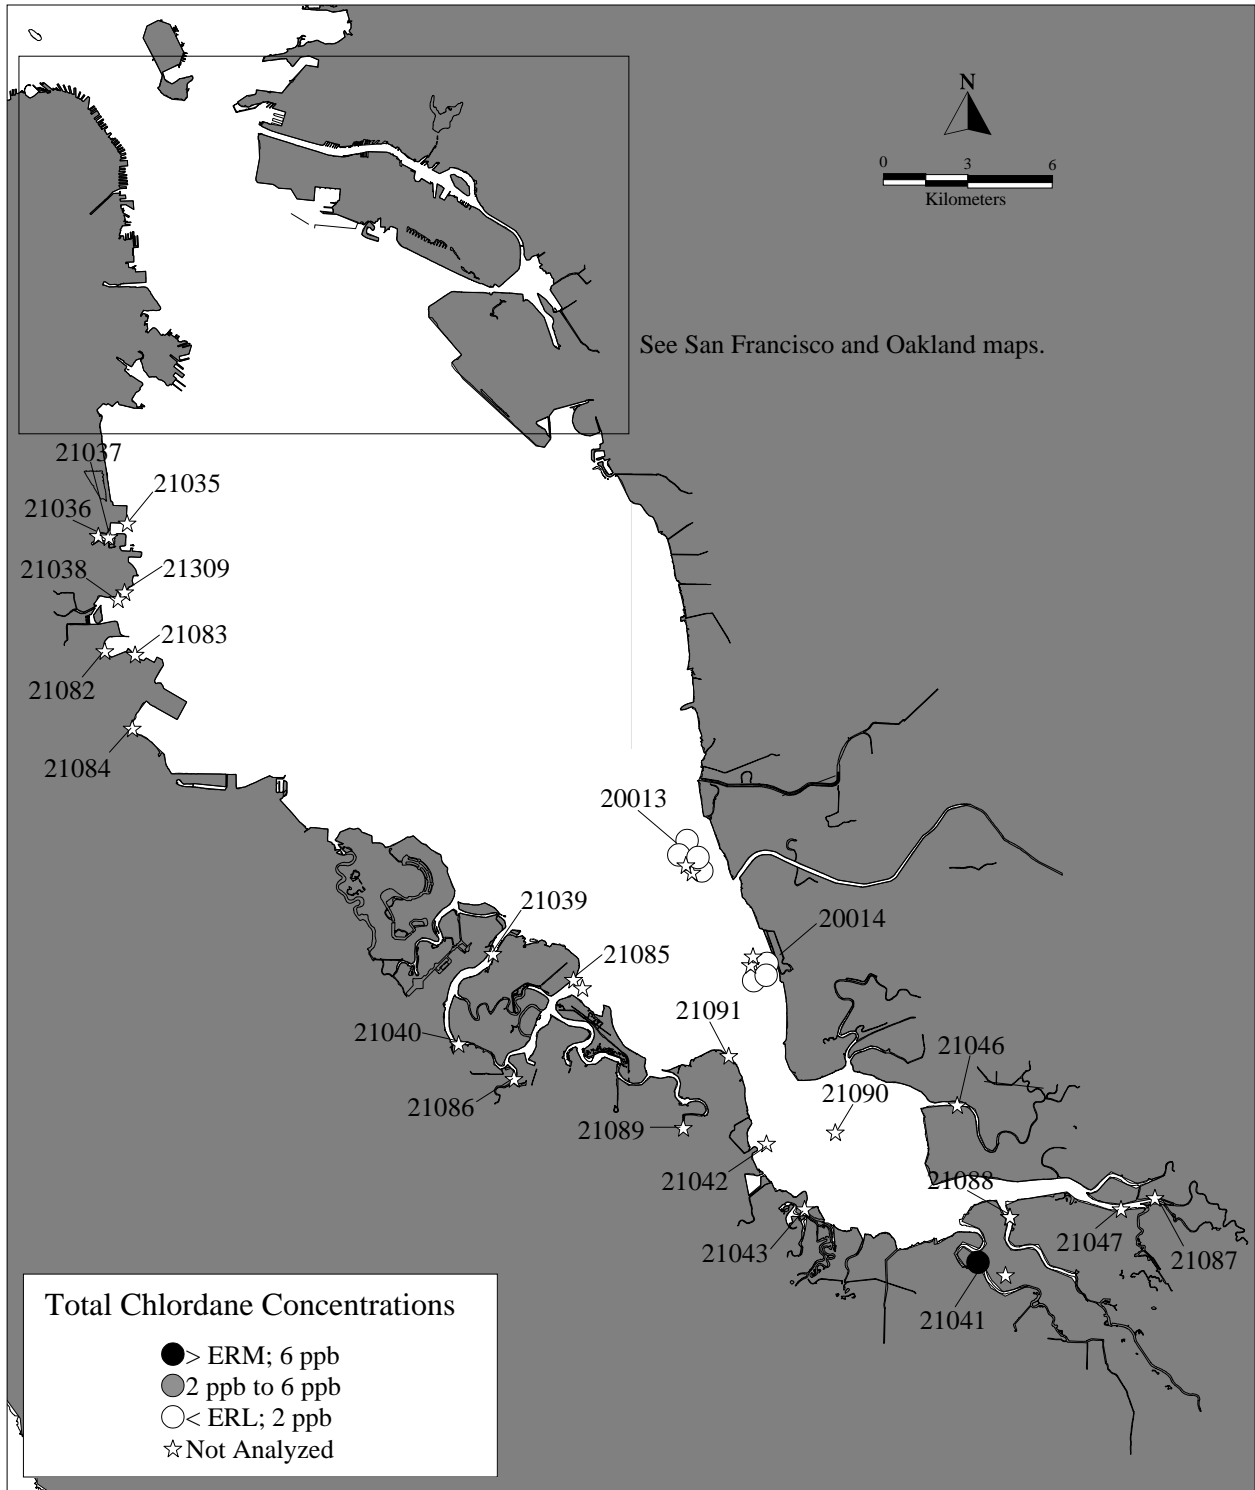 N
0 3 6
Kilometers
See San Francisco and Oakland maps.
21037
21035
21036
21038
21309
21083
21082
21084
20013
21039
20014
21085
21091
21040
21046
21090
21086
21089
21042
21088
21043
21047
21087
21041
Total Chlordane Concentrations
> ERM; 6 ppb
2 ppb to 6 ppb
< ERL; 2 ppb
Not Analyzed